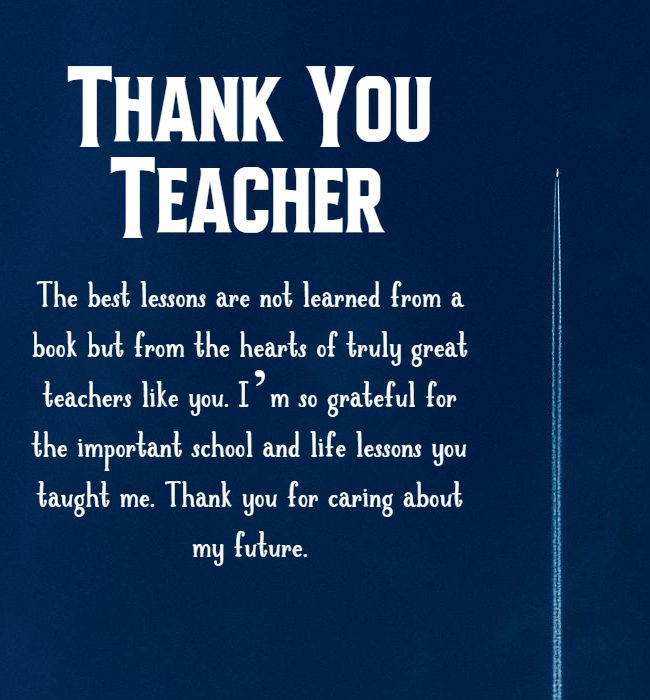 Thank You
Teacher
The best lessons are not learned from a
book but from the hearts of truly great
teachers like you. I’m so grateful for
the important school and life lessons you
taught me. Thank you for caring about
my future.